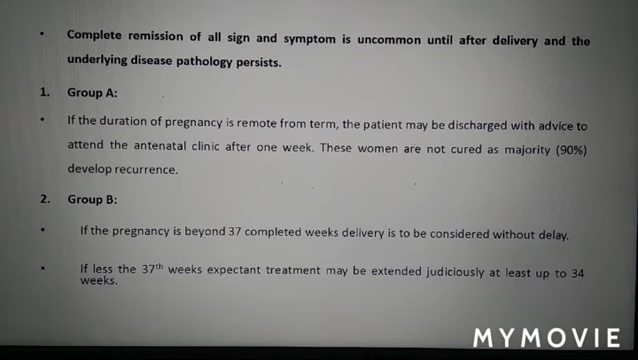 • Complete remission of all sign and symptom is uncommon until after delivery and the
underlying disease pathology persists.
1. Group A:
• If the duration of pregnancy is remote from term, the patient may be discharged with advice to
attend the antenatal clinic after one week. These women are not cured as majority (90%)
develop recurrence.
2. Group B:
• If the pregnancy is beyond 37 completed weeks delivery is to be considered without delay.
• If less the 37th weeks expectant treatment may be extended judiciously at least up to 34
weeks.
MYMOVIE